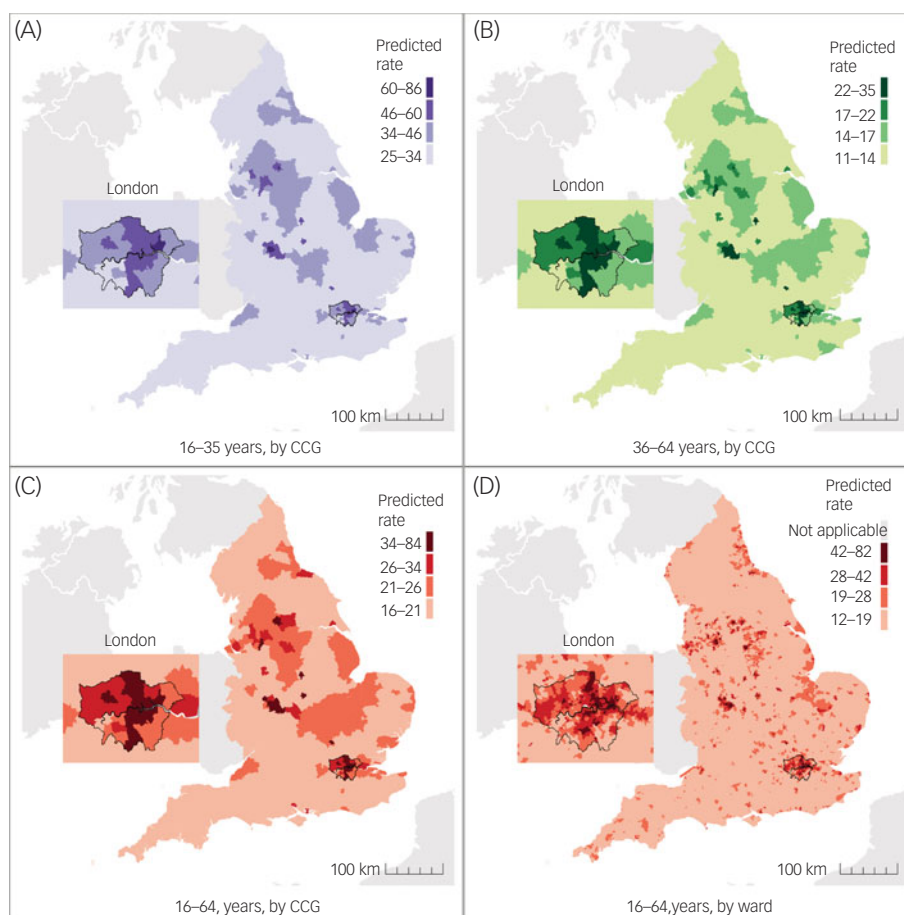 (A)
Predicted
rate
60–86
46–60
34–46
25–34
London
100 km
16–35 years, by CCG
(B)
Predicted
rate
22–35
17–22
14–17
11–14
London
100 km
36–64 years, by CCG
(C)
Predicted
rate
34–84
26–34
21–26
16–21
London
100 km
16–64, years, by CCG
(D)
Predicted
rate
Not applicable
42–82
28–42
19–28
12–19
London
100 km
16–64,years, by ward